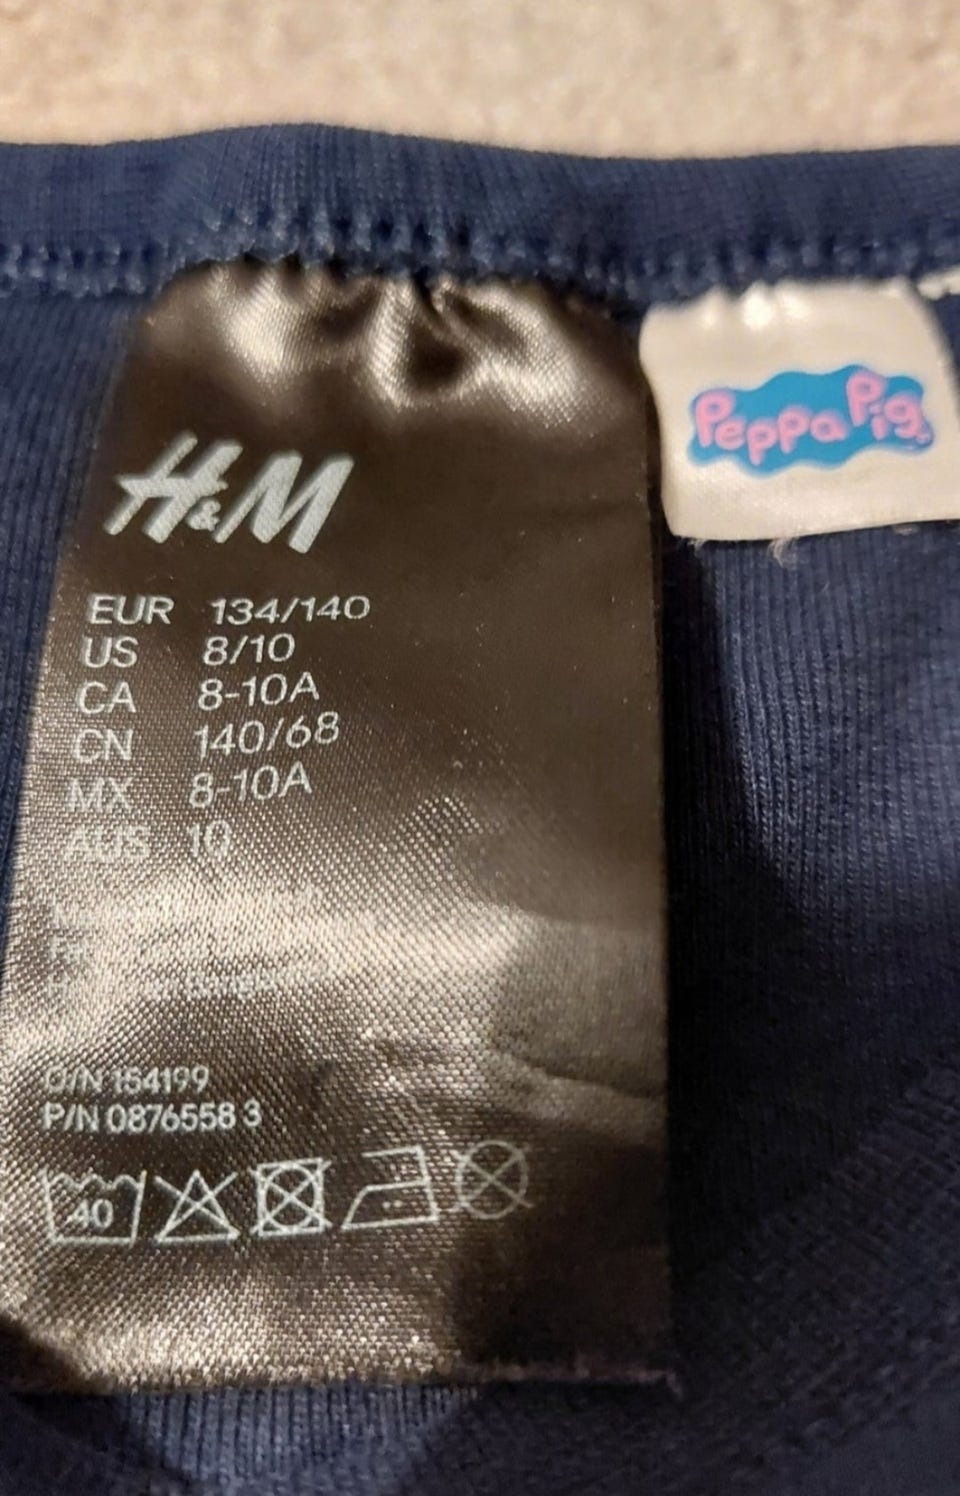 H&M
EUR 134/140
US 8/10
CA 8-10A
CN 140/68
MX 8-10A
AUS 10
O/N 154199
P/N 0876558 3
40
Peppa Pig